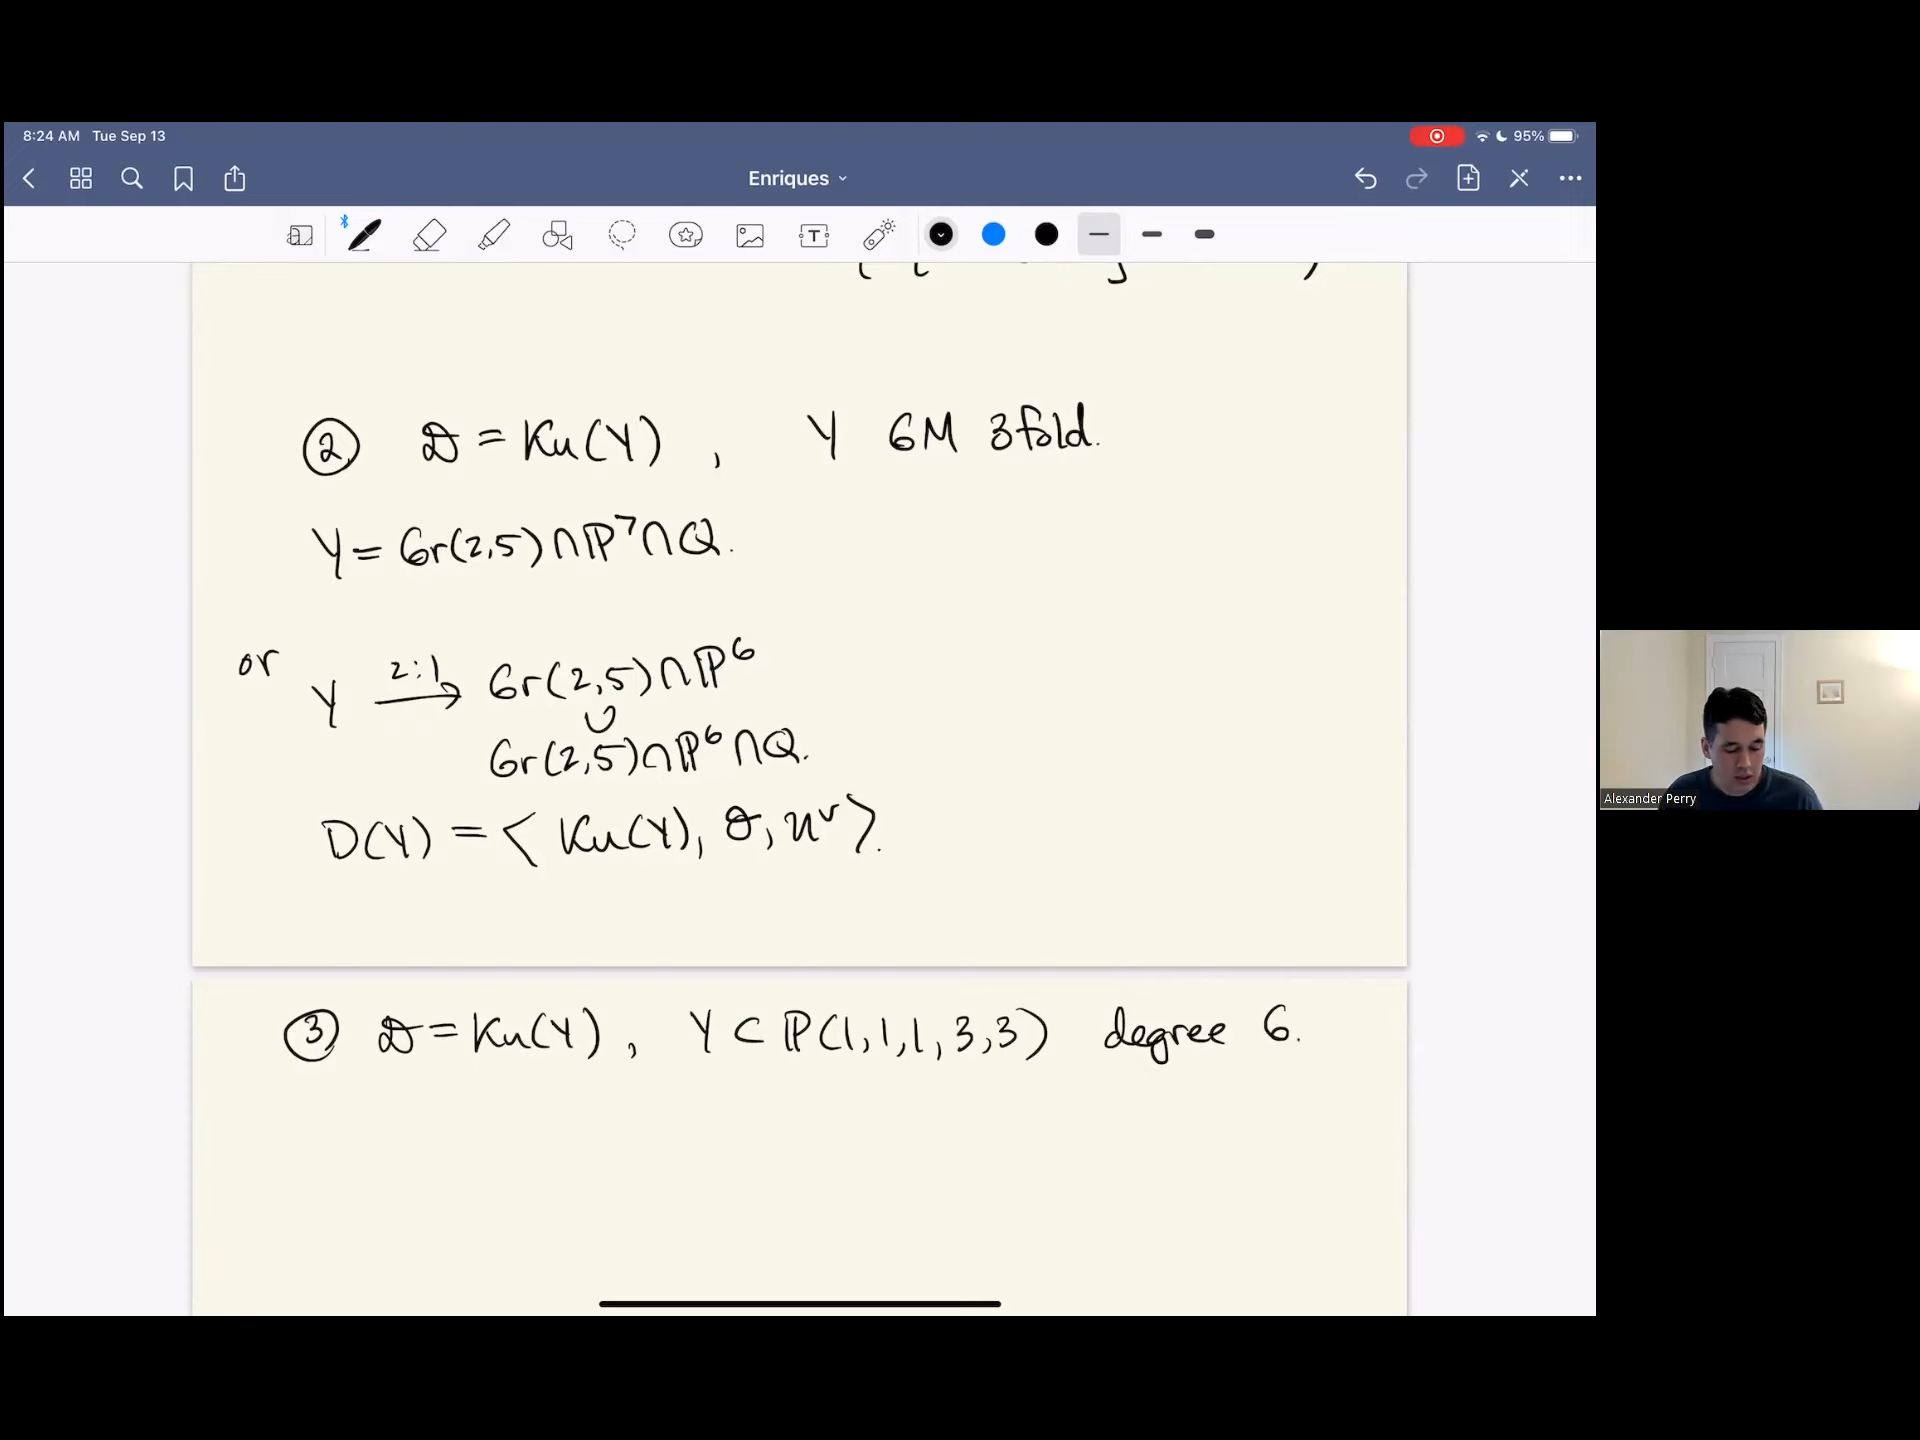 8:24 AM Tue Sep 13
95%
Enriques
T
② D = Ku(Y) , Y GM 3fold.
Y = Gr(2,5) ∩ ℙ⁷ ∩ Q.
or Y 2:1→ Gr(2,5) ∩ ℙ⁶
∪
Gr(2,5) ∩ ℙ⁶ ∩ Q.
D(Y) = ⟨ Ku(Y), O, U^∨ ⟩.
③ D = Ku(Y) , Y ⊂ ℙ(1,1,1,3,3) degree 6.
Alexander Perry